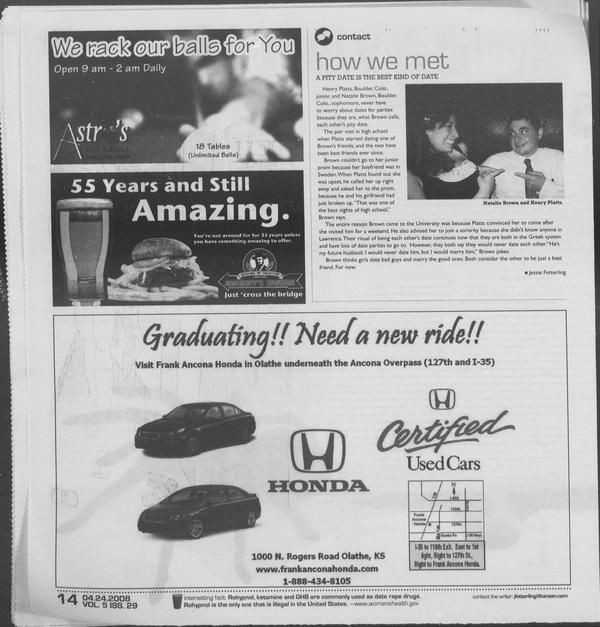 We rack our balls for You
Open 9 am - 2 am Daily
18 Tables
(Unlimited Balls)
55 Years and Still
Amazing.
You're not around for 55 years unless
you have something amazing to offer.
Just 'cross the bridge
contact
how we met
A PITY DATE IS THE BEST KIND OF DATE
Henry Platts, Boulder, Colo.,
junior, and Natalie Brown, Boulder,
Colo., sophomore, never have
to worry about dates for parties
because they are, what Brown calls,
each other's pity date.
The pair met in high school
when Platts started dating one of
Brown's friends, and the two have
been best friends ever since.
Brown couldn't go to her junior
prom because her boyfriend was in
Sweden. When Platts found out she
was upset, he called her up right
away and asked her to the prom,
because he and his girlfriend had
just broken up. "That was one of
the best nights of high school,"
Brown says.
Natalie Brown and Henry Platts.
The entire reason Brown came to the University was because Platts convinced her to come after
she visited him for a weekend. He also advised her to join a sorority because she didn't know anyone in
Lawrence. Their ritual of being each other's date continues now that they are both in the Greek system
and have lots of date parties to go to. However, they both say they would never date each other. "He's
my future husband. I would never date him, but I would marry him," Brown jokes.
Brown thinks girls date bad guys and marry the good ones. Both consider the other to be just a best
friend. For now.
Jessie Fetterling
Graduating!! Need a new ride!!
Visit Frank Ancona Honda in Olathe underneath the Ancona Overpass (127th and I-35)
HONDA
Certified
Used Cars
N
Frank
Ancona
Honda
Santa Fe
I-35 to 119th Exit. East to 1st
light. Right to 127th St.,
Right to Frank Ancona Honda.
1000 N. Rogers Road Olathe, KS
www.frankanconahonda.com
1-888-434-8105
14 04.24.2008
VOL. 5 ISS. 29
interesting fact: Rohypnol, ketamine and GHB are commonly used as date rape drugs.
Rohypnol is the only one that is illegal in the United States. —www.womenshealth.gov
contact the writer: jfetterling@kansan.com